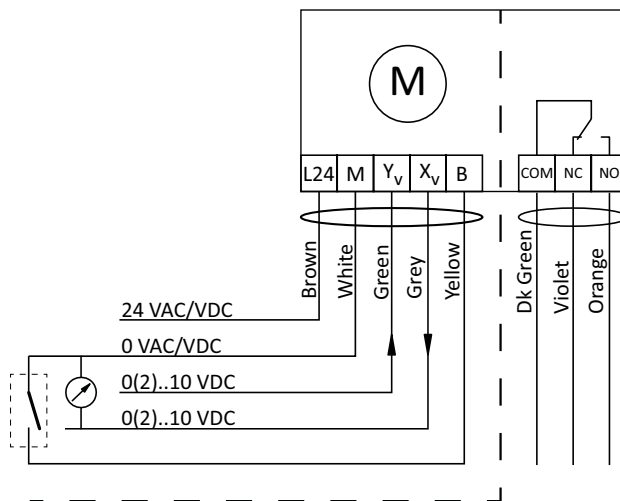 M
L24 M Yv Xv B COM NC NO
Brown White Green Grey Yellow Dk Green Violet Orange
24 VAC/VDC
0 VAC/VDC
0(2)..10 VDC
0(2)..10 VDC